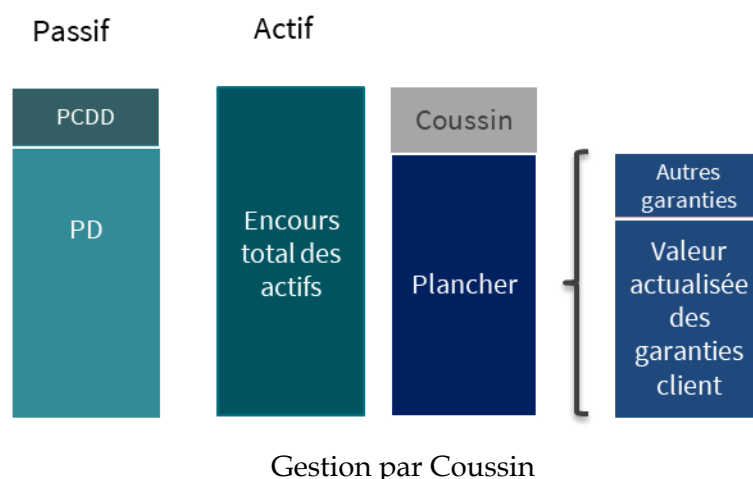 Passif
Actif
PCDD
PD
Encours
total des
actifs
Coussin
Plancher
Autres
garanties
Valeur
actualisée
des
garanties
client
Gestion par Coussin